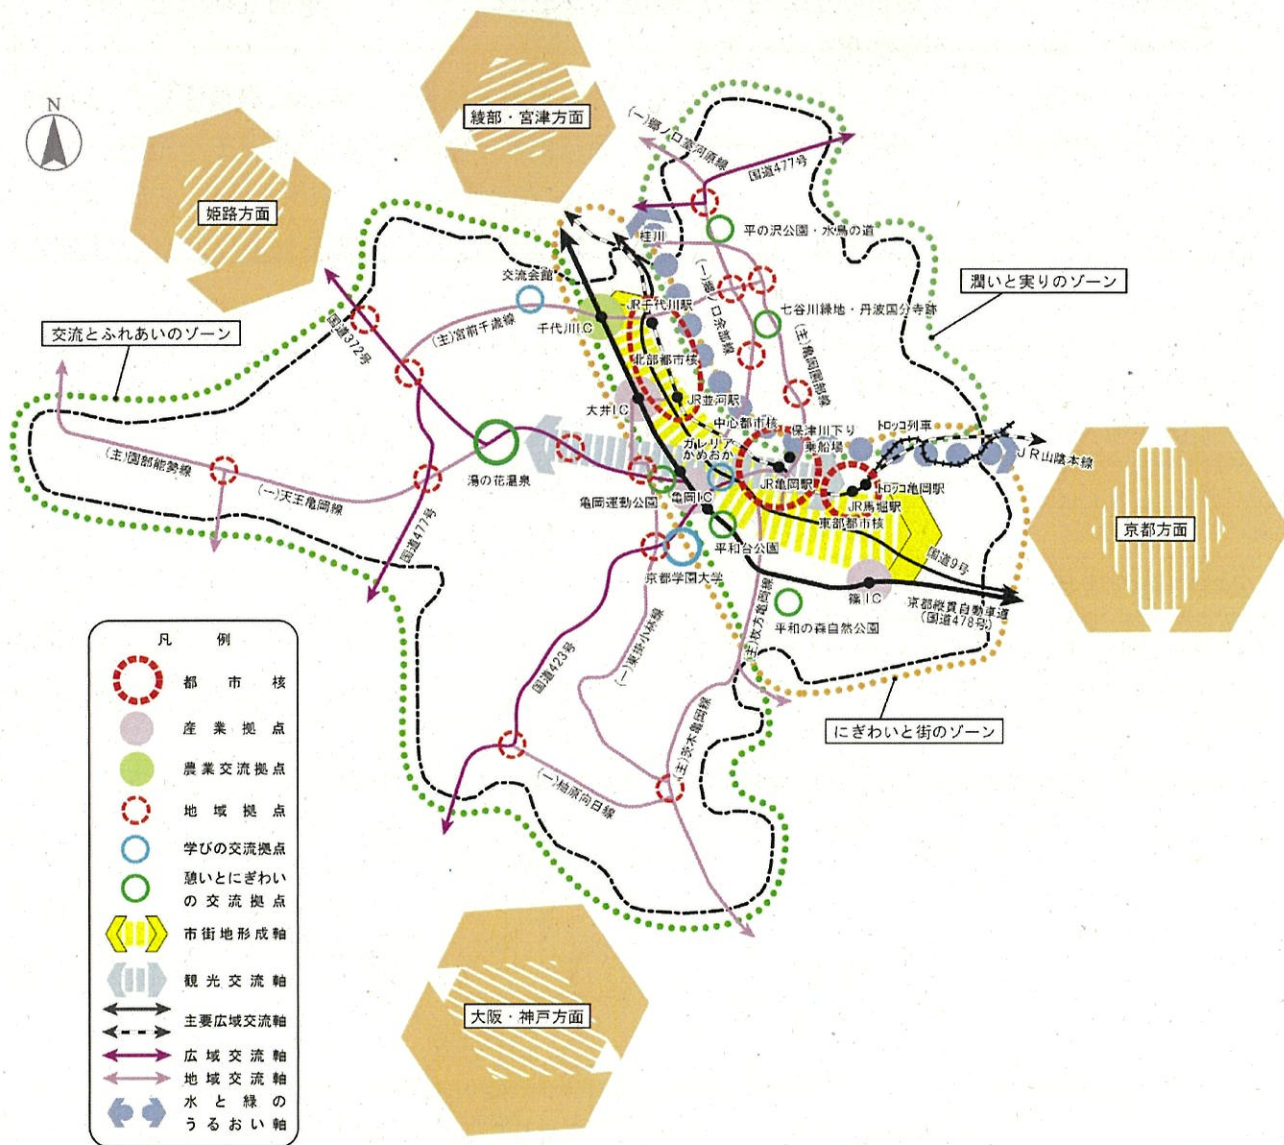 N
綾部・宮津方面
姫路方面
(一)郷ノ口室河原線
国道477号
平の沢公園・水鳥の道
桂川
潤いと実りのゾーン
交流会館
JR千代川駅
(一)郷ノ口余部線
七谷川緑地・丹波国分寺跡
交流とふれあいのゾーン
国道372号
(主)宮前千歳線
千代川IC
北部都市核
(主)亀岡園部線
大井IC
JR並河駅
中心都市核
保津川下り
乗船場
トロッコ列車
ガレリア
かめおか
JR山陰本線
(主)園部能勢線
湯の花温泉
JR亀岡駅
トロッコ亀岡駅
(一)天王亀岡線
亀岡運動公園
亀岡IC
JR馬堀駅
東部都市核
京都方面
国道477号
平和台公園
国道9号
京都学園大学
篠IC
京都縦貫自動車道
(国道478号)
平和の森自然公園
(主)枚方亀岡線
(一)東掛小林線
国道423号
(主)茨木亀岡線
にぎわいと街のゾーン
(一)柚原向日線
大阪・神戸方面
凡例
都市核
産業拠点
農業交流拠点
地域拠点
学びの交流拠点
憩いとにぎわい
の交流拠点
市街地形成軸
観光交流軸
主要広域交流軸
広域交流軸
地域交流軸
水と緑の
うるおい軸